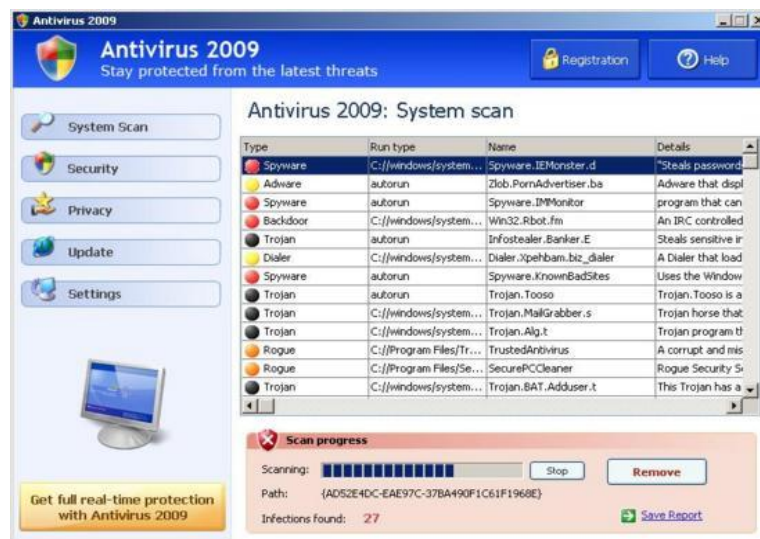 Antivirus 2009
Antivirus 2009
Stay protected from the latest threats
Registration
Help
System Scan
Security
Privacy
Update
Settings
Get full real-time protection
with Antivirus 2009
Antivirus 2009: System scan
Type Run type Name Details
Spyware C://windows/system... Spyware.IEMonster.d "Steals password
Adware autorun Zlob.PornAdvertiser.ba Adware that displ
Spyware autorun Spyware.IMMonitor program that can
Backdoor C://windows/system... Win32.Rbot.fm An IRC controlled
Trojan autorun Infostealer.Banker.E Steals sensitive ir
Dialer C://windows/system... Dialer.Xpehbam.biz_dialer A Dialer that load
Spyware autorun Spyware.KnownBadSites Uses the Window
Trojan autorun Trojan.Tooso Trojan.Tooso is a
Trojan C://windows/system... Trojan.MailGrabber.s Trojan horse that
Trojan C://windows/system... Trojan.Alg.t Trojan program th
Rogue C://Program Files/Tr... TrustedAntivirus A corrupt and mis
Rogue C://Program Files/Se... SecurePCCleaner Rogue Security S
Trojan C://windows/system... Trojan.BAT.Adduser.t This Trojan has a
Scan progress
Scanning: Stop Remove
Path: {AD52E4DC-EAE97C-37BA490F1C61F1968E}
Infections found: 27 Save Report